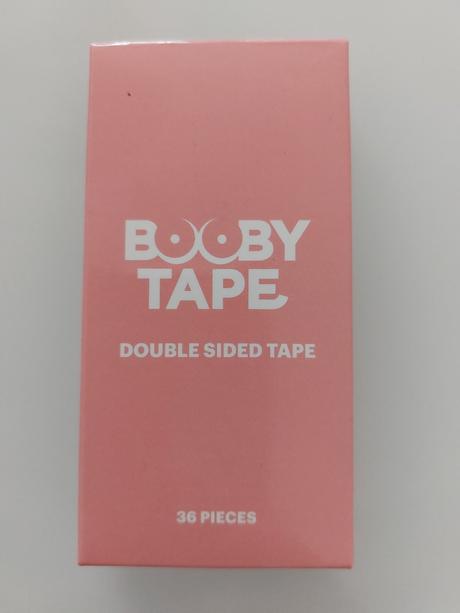 BOOBY
TAPE
DOUBLE SIDED TAPE
36 PIECES